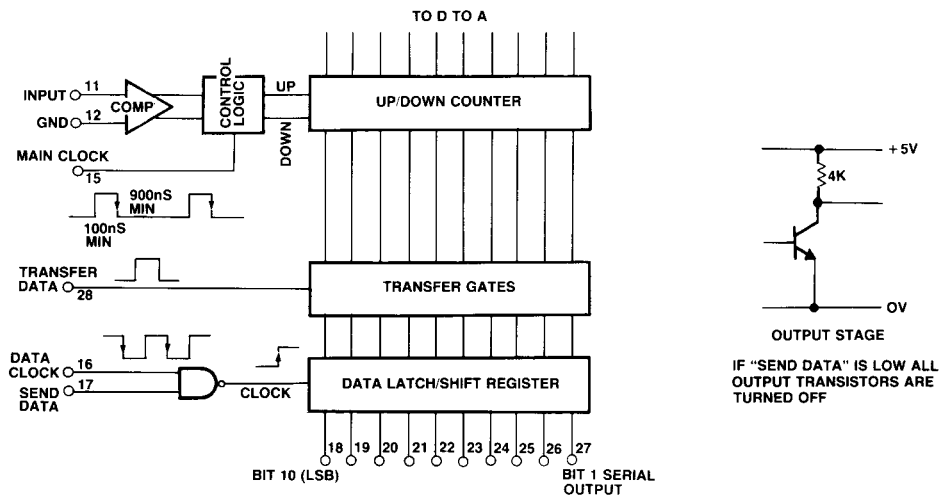 TO D TO A
INPUT 11
COMP
GND 12
CONTROL
LOGIC
UP
DOWN
UP/DOWN COUNTER
MAIN CLOCK
15
900nS
MIN
100nS
MIN
TRANSFER
DATA
28
TRANSFER GATES
DATA
CLOCK
16
17
SEND
DATA
CLOCK
DATA LATCH/SHIFT REGISTER
18 19 20 21 22 23 24 25 26 27
BIT 10 (LSB)
BIT 1 SERIAL
OUTPUT
+5V
4K
OV
OUTPUT STAGE
IF "SEND DATA" IS LOW ALL
OUTPUT TRANSISTORS ARE
TURNED OFF